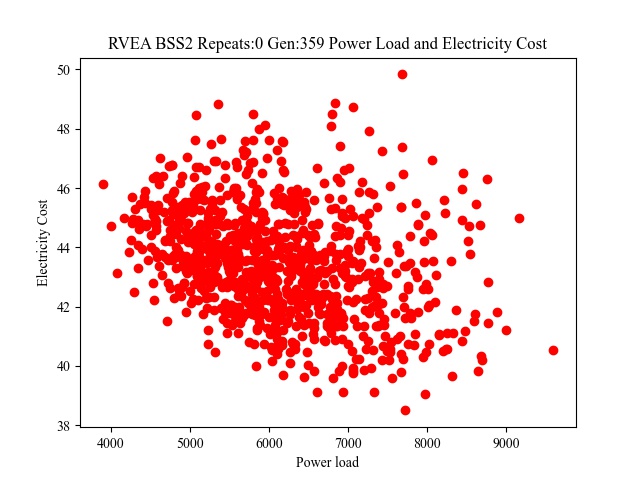 RVEA BSS2 Repeats:0 Gen:359 Power Load and Electricity Cost
50
48
46
44
42
40
38
Electricity Cost
4000 5000 6000 7000 8000 9000
Power load